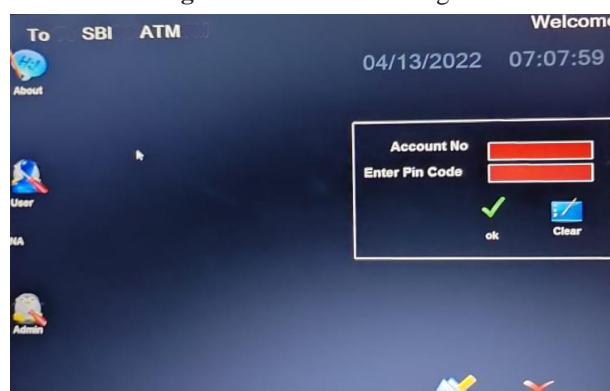 Welcome
To SBI ATM
04/13/2022 07:07:59
About
Account No
Enter Pin Code
User
ok
Clear
NA
Admin